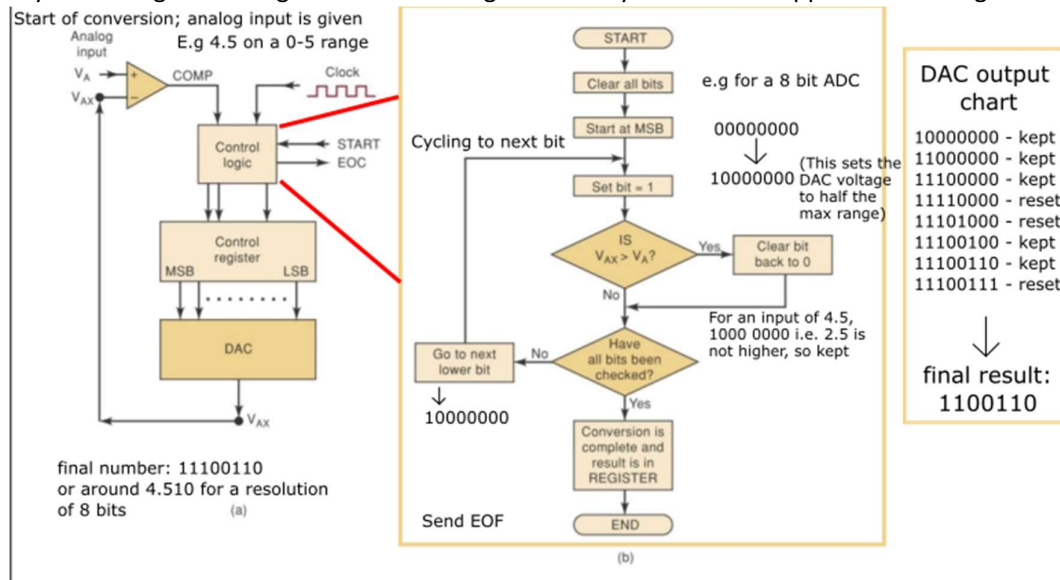 Start of conversion; analog input is given
E.g 4.5 on a 0-5 range
Analog
input
V_A
V_AX
+
–
COMP
Clock
Control
logic
START
EOC
Control
register
MSB
LSB
DAC
V_AX
final number: 11100110
or around 4.510 for a resolution
of 8 bits
(a)
START
Clear all bits
e.g for a 8 bit ADC
Start at MSB
Cycling to next bit
00000000
10000000
(This sets the
DAC voltage
to half the
max range)
Set bit = 1
IS
V_AX > V_A?
Yes
Clear bit
back to 0
No
For an input of 4.5,
1000 0000 i.e. 2.5 is
not higher, so kept
Have
all bits been
checked?
No
Go to next
lower bit
10000000
Yes
Conversion is
complete and
result is in
REGISTER
Send EOF
END
(b)
DAC output
chart
10000000 - kept
11000000 - kept
11100000 - kept
11110000 - reset
11101000 - reset
11100100 - kept
11100110 - kept
11100111 - reset
final result:
1100110